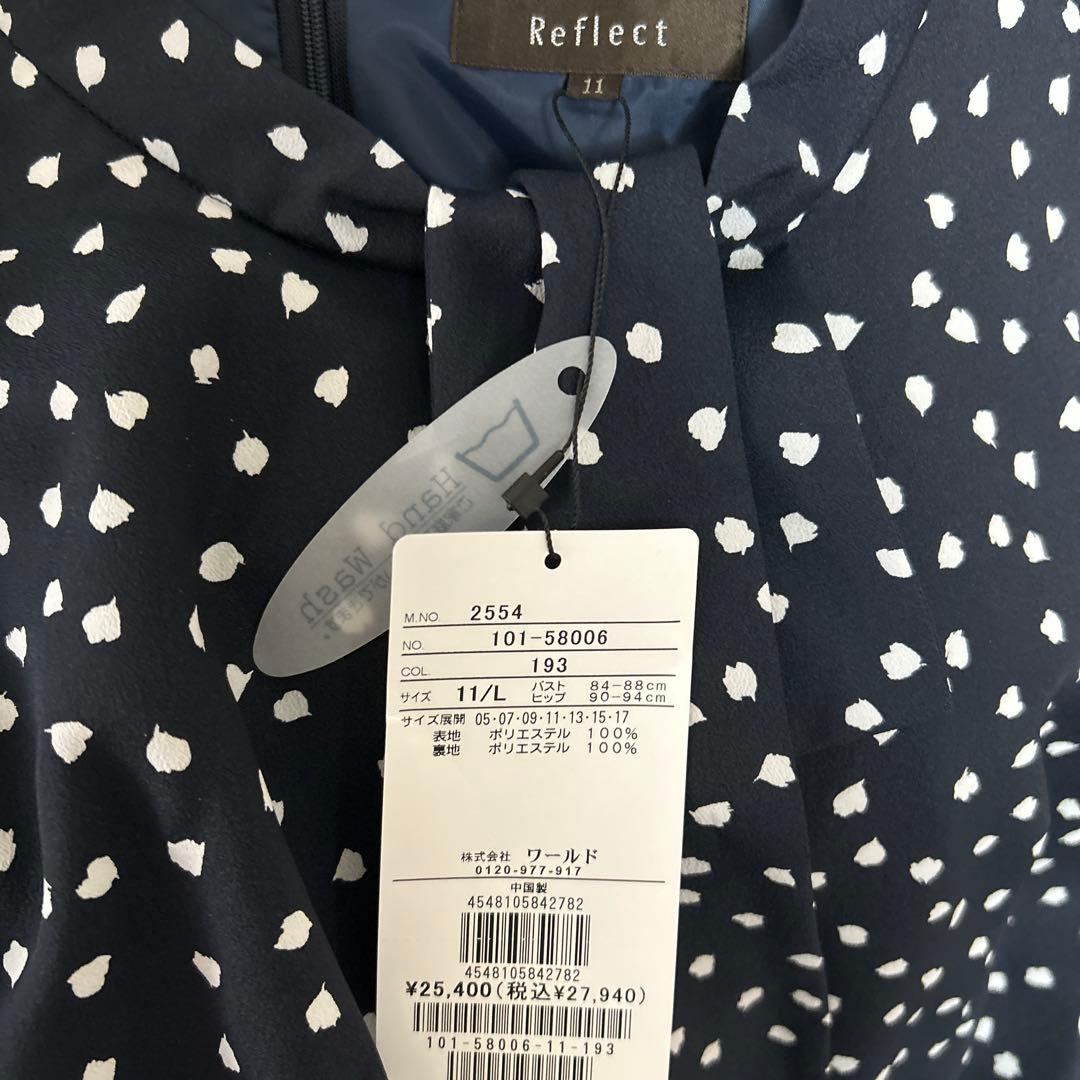 Reflect
11
Hand Wash
M.NO. 2554
NO. 101-58006
COL. 193
サイズ 11/L バスト 84-88cm
ヒップ 90-94cm
サイズ展開 05·07·09·11·13·15·17
表地 ポリエステル 100%
裏地 ポリエステル 100%
株式会社 ワールド
0120-977-917
中国製
4548105842782
4548105842782
¥25,400(税込¥27,940)
101-58006-11-193